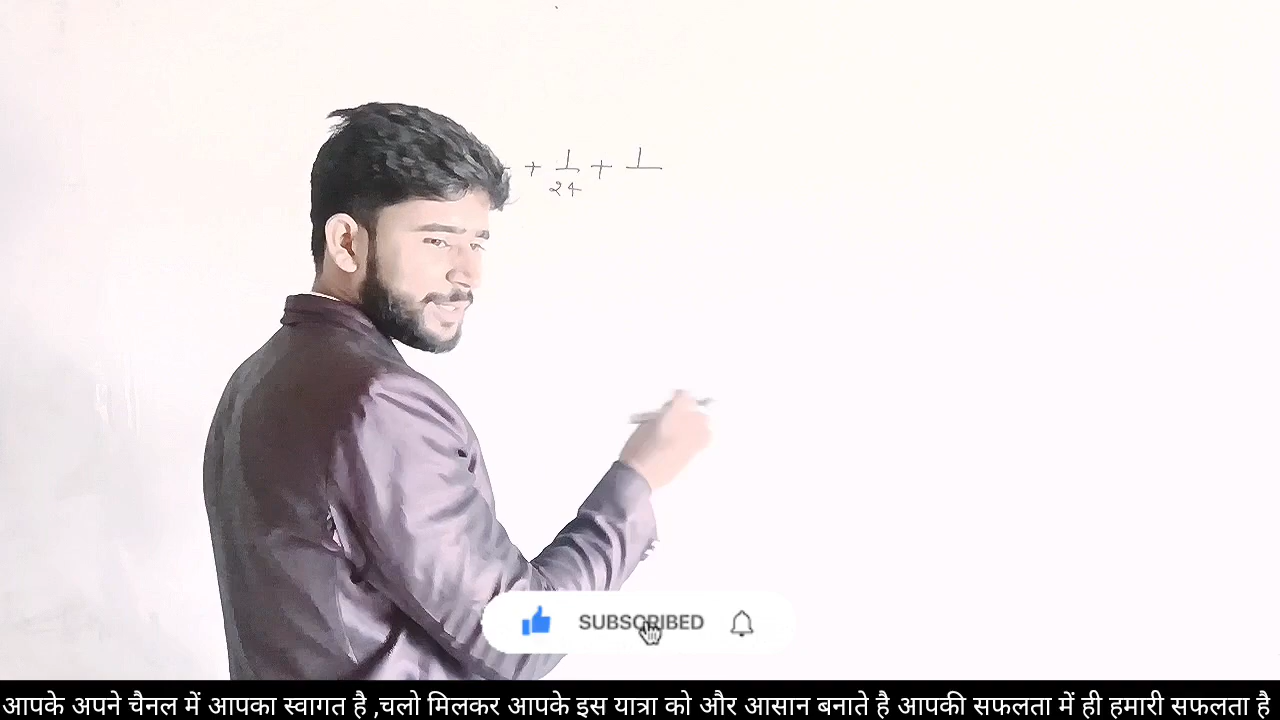 + 1/24 + 1/
SUBSCRIBED
आपके अपने चैनल में आपका स्वागत है ,चलो मिलकर आपके इस यात्रा को और आसान बनाते है आपकी सफलता में ही हमारी सफलता है